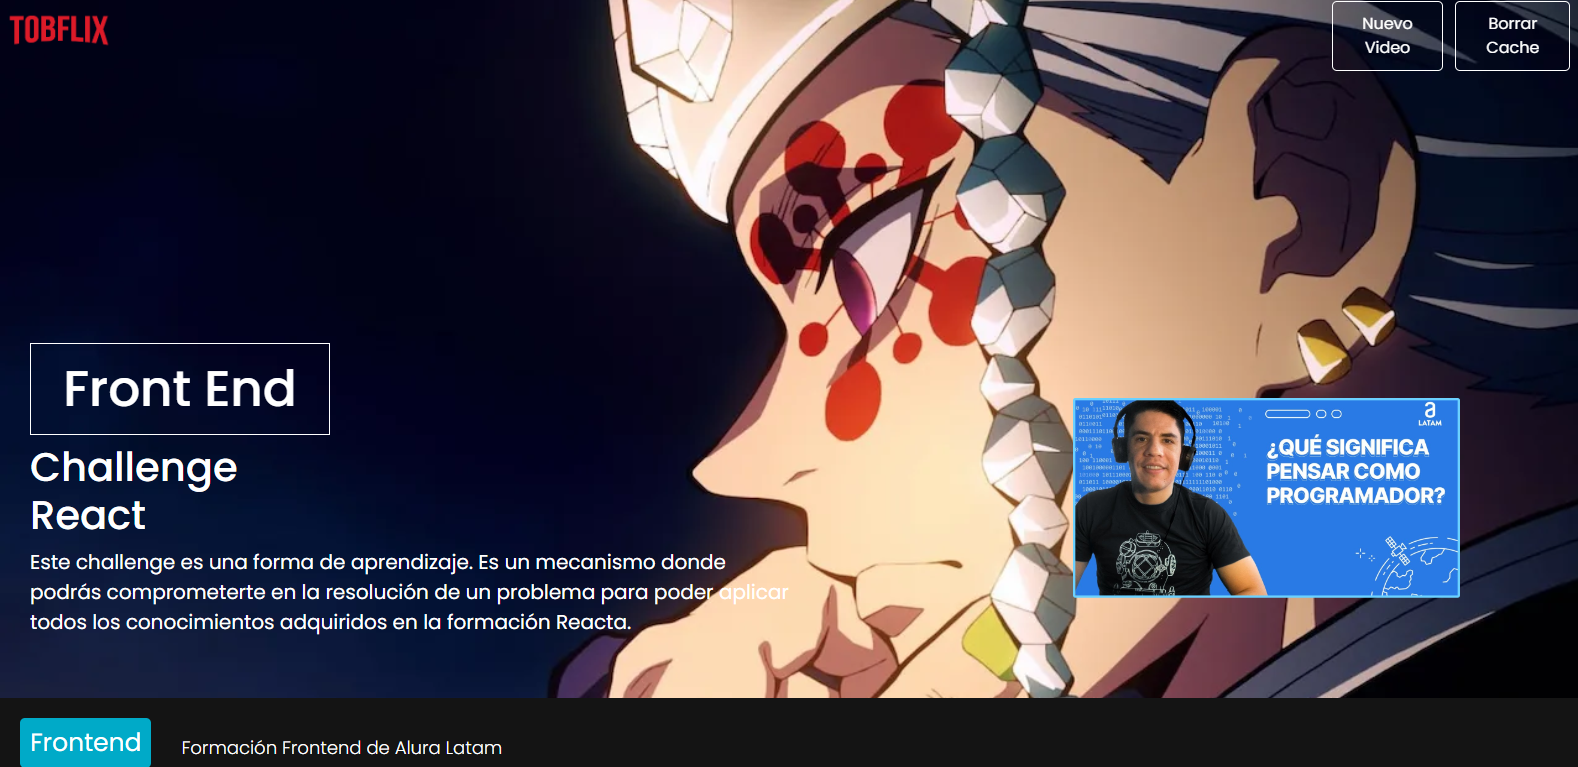 TOBFLIX
Nuevo
Video
Borrar
Cache
Front End
Challenge
React
Este challenge es una forma de aprendizaje. Es un mecanismo donde
podrás comprometerte en la resolución de un problema para poder aplicar
todos los conocimientos adquiridos en la formación Reacta.
a
LATAM
¿QUÉ SIGNIFICA
PENSAR COMO
PROGRAMADOR?
Frontend
Formación Frontend de Alura Latam